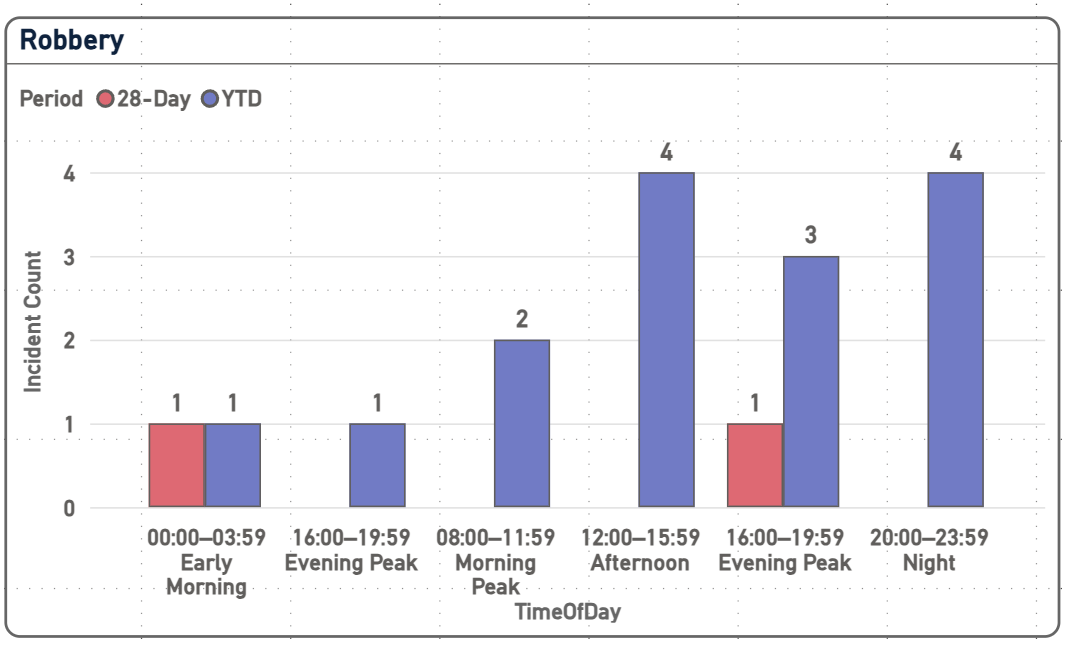 Robbery
Period 28-Day YTD
Incident Count
4
3
2
1
0
1
1
1
2
4
1
3
4
00:00–03:59
Early
Morning
16:00–19:59
Evening Peak
08:00–11:59
Morning
Peak
12:00–15:59
Afternoon
16:00–19:59
Evening Peak
20:00–23:59
Night
TimeOfDay